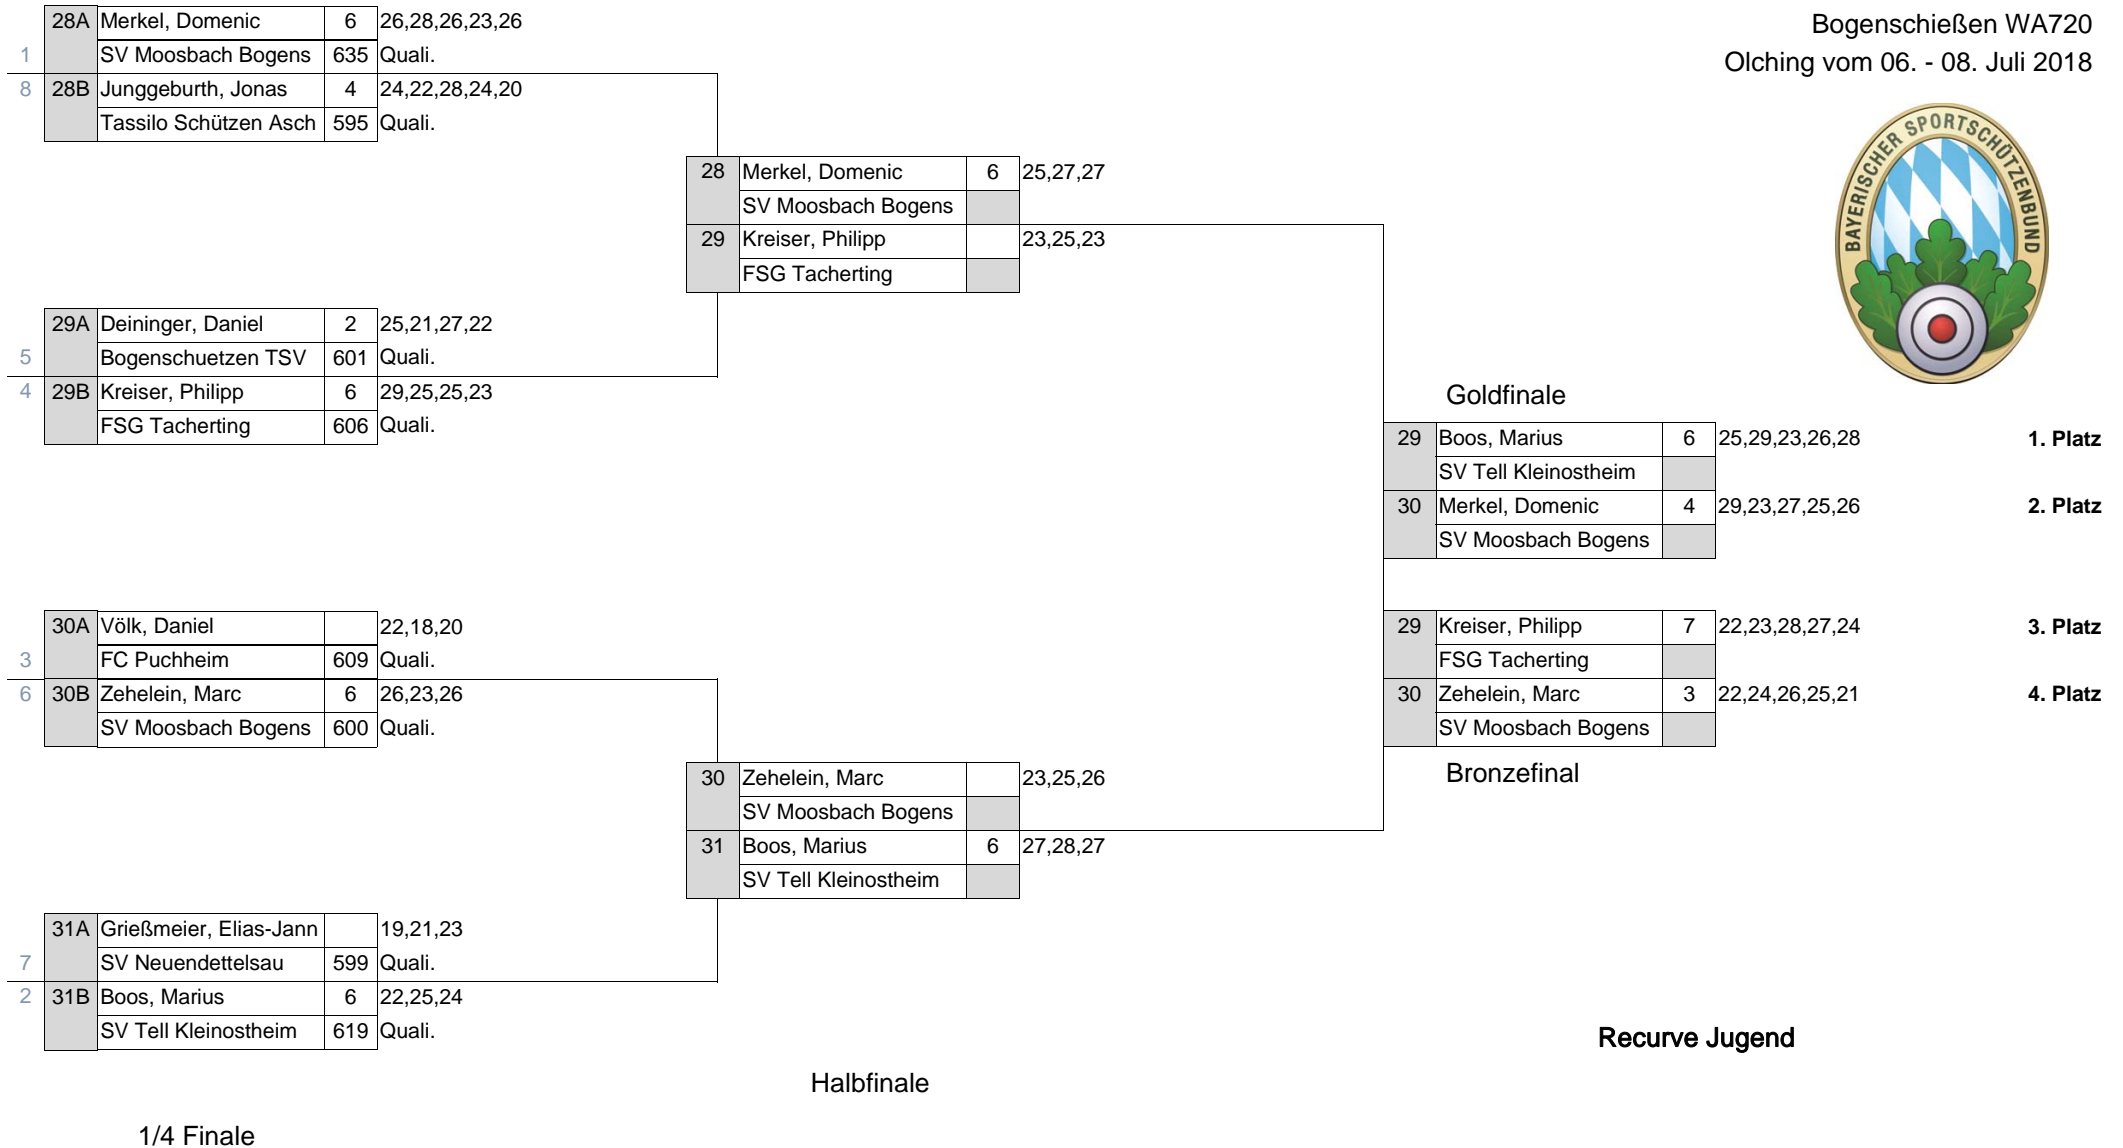 Bogenschießen WA720
Olching vom 06. - 08. Juli 2018
BAYERISCHER SPORTSCHÜTZENBUND
28A Merkel, Domenic 6 26,28,26,23,26
1 SV Moosbach Bogens 635 Quali.
8 28B Junggeburth, Jonas 4 24,22,28,24,20
Tassilo Schützen Asch 595 Quali.
29A Deininger, Daniel 2 25,21,27,22
5 Bogenschuetzen TSV 601 Quali.
4 29B Kreiser, Philipp 6 29,25,25,23
FSG Tacherting 606 Quali.
30A Völk, Daniel 22,18,20
3 FC Puchheim 609 Quali.
6 30B Zehelein, Marc 6 26,23,26
SV Moosbach Bogens 600 Quali.
31A Grießmeier, Elias-Jann 19,21,23
7 SV Neuendettelsau 599 Quali.
2 31B Boos, Marius 6 22,25,24
SV Tell Kleinostheim 619 Quali.
1/4 Finale
28 Merkel, Domenic 6 25,27,27
SV Moosbach Bogens
29 Kreiser, Philipp 23,25,23
FSG Tacherting
30 Zehelein, Marc 23,25,26
SV Moosbach Bogens
31 Boos, Marius 6 27,28,27
SV Tell Kleinostheim
Halbfinale
Goldfinale
29 Boos, Marius 6 25,29,23,26,28 1. Platz
SV Tell Kleinostheim
30 Merkel, Domenic 4 29,23,27,25,26 2. Platz
SV Moosbach Bogens
29 Kreiser, Philipp 7 22,23,28,27,24 3. Platz
FSG Tacherting
30 Zehelein, Marc 3 22,24,26,25,21 4. Platz
SV Moosbach Bogens
Bronzefinal
Recurve Jugend